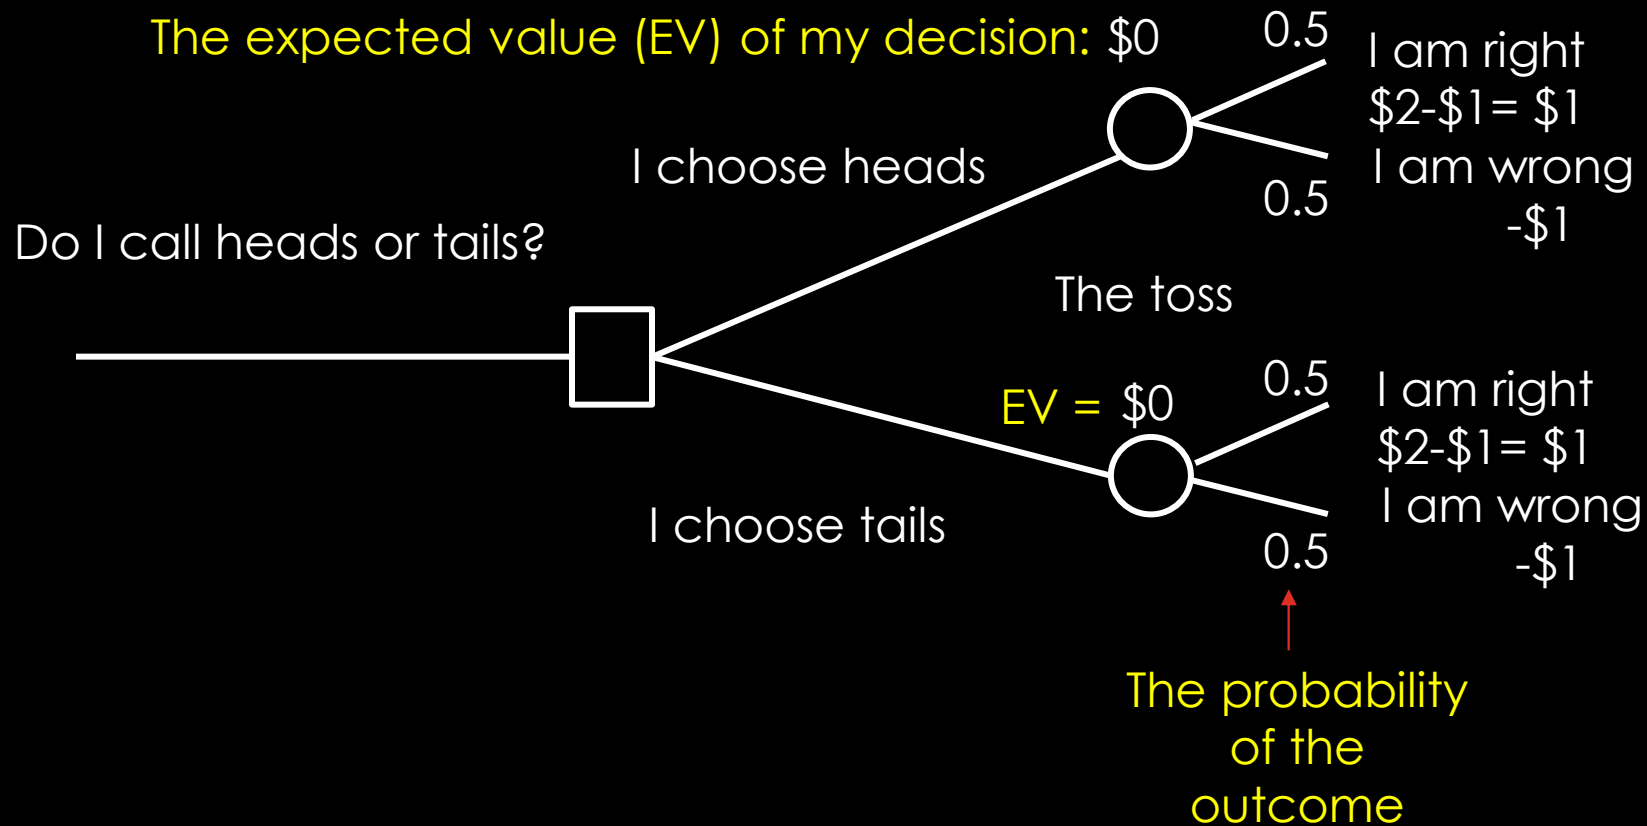 The expected value (EV) of my decision: $0
0.5
I am right
$2-$1= $1
I choose heads
I am wrong
0.5
-$1
Do I call heads or tails?
The toss
EV = $0
0.5
I am right
$2-$1= $1
I choose tails
I am wrong
0.5
-$1
The probability
of the
outcome